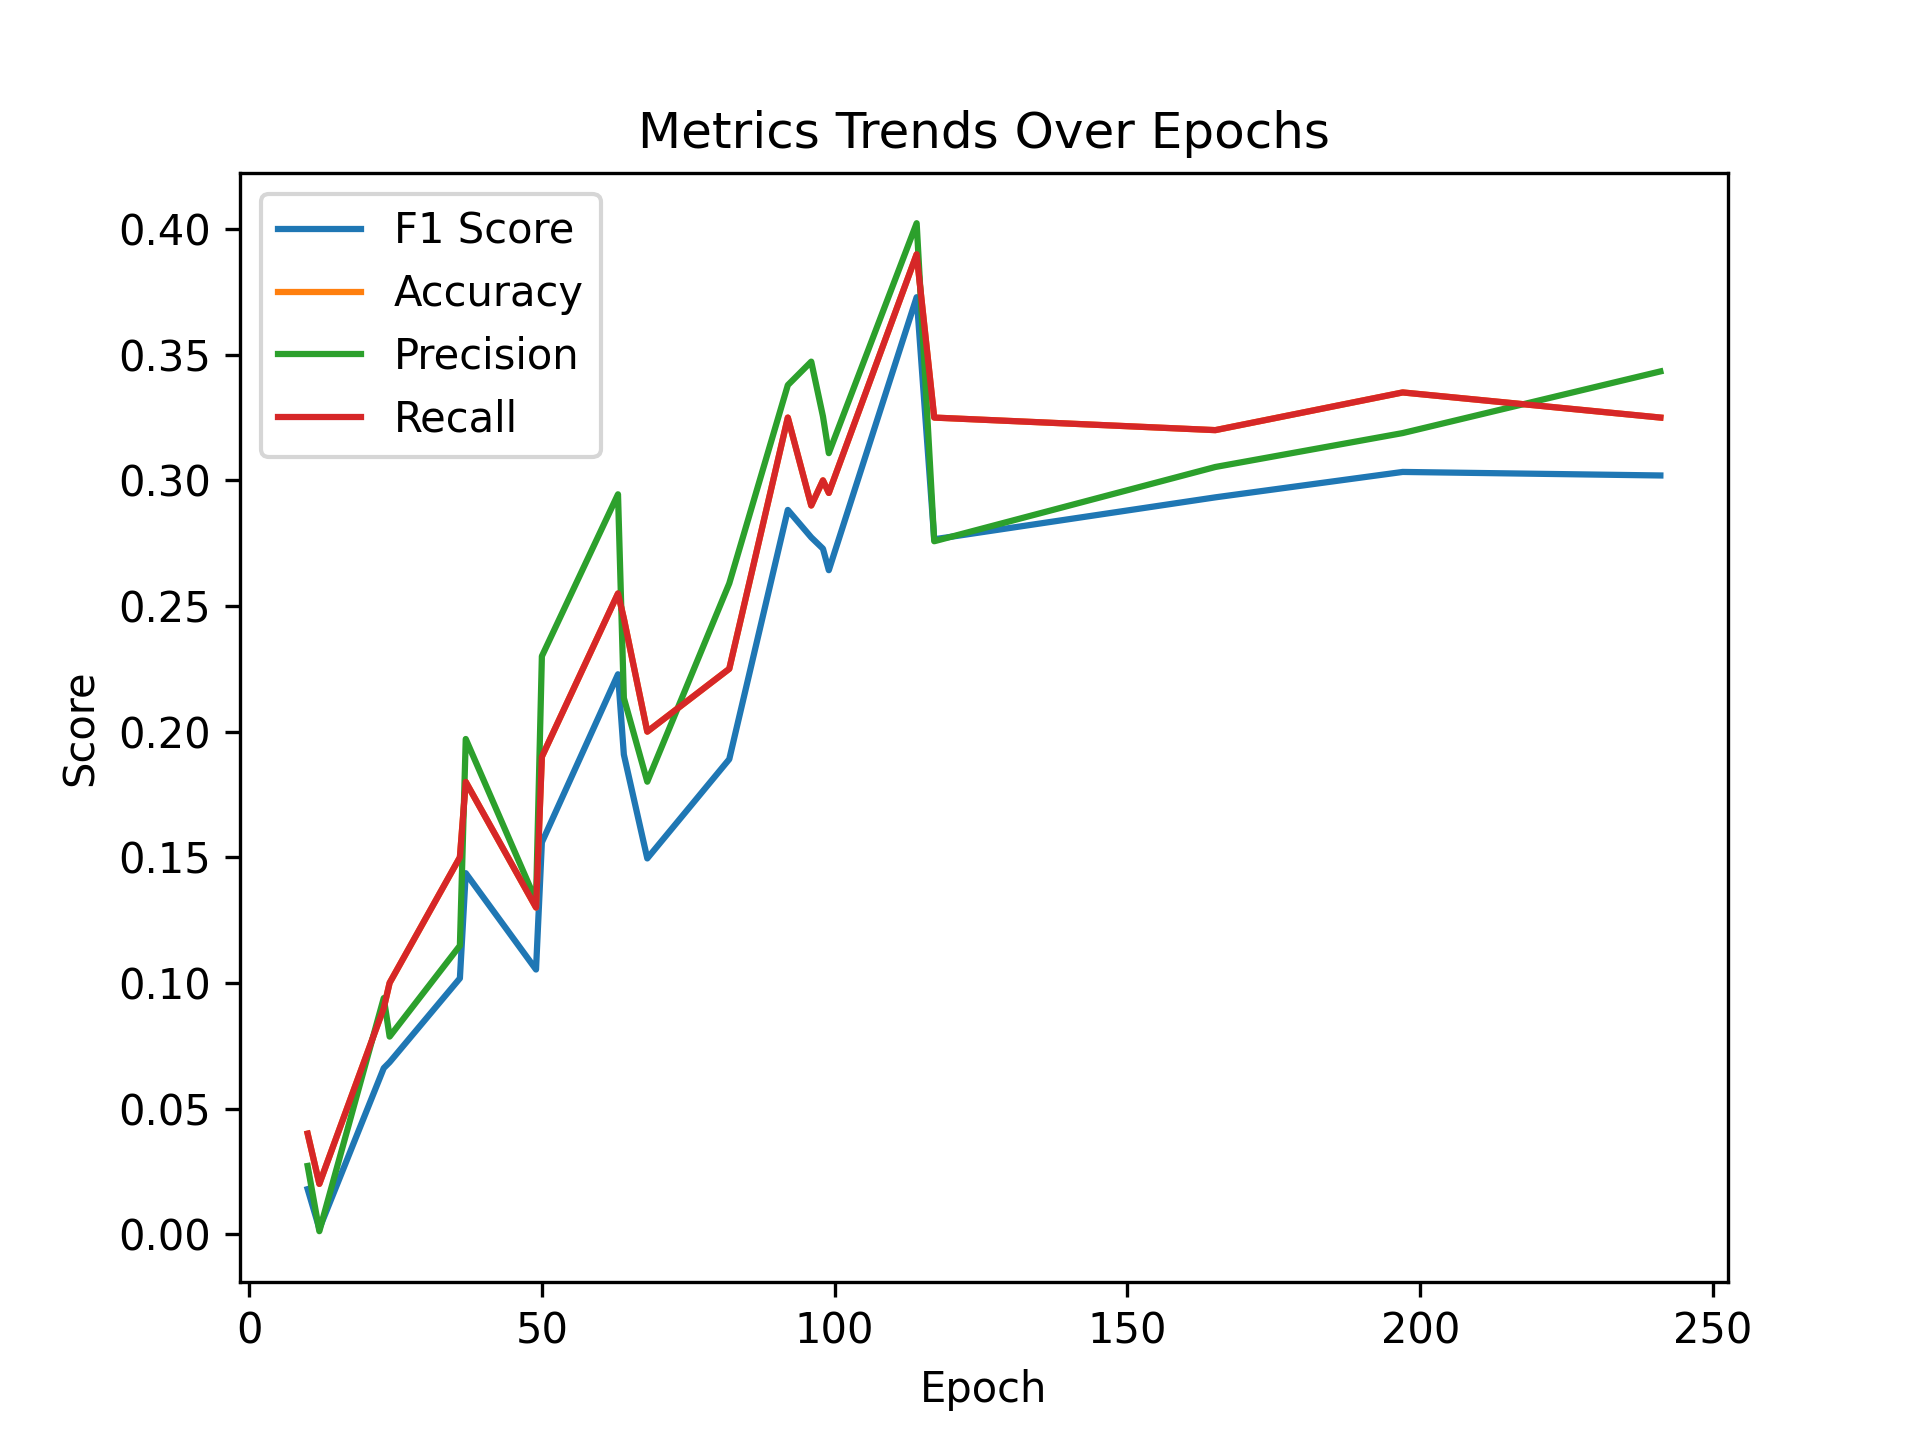 Metrics Trends Over Epochs
F1 Score
Accuracy
Precision
Recall
0.40
0.35
0.30
0.25
0.20
0.15
0.10
0.05
0.00
Score
0 50 100 150 200 250
Epoch